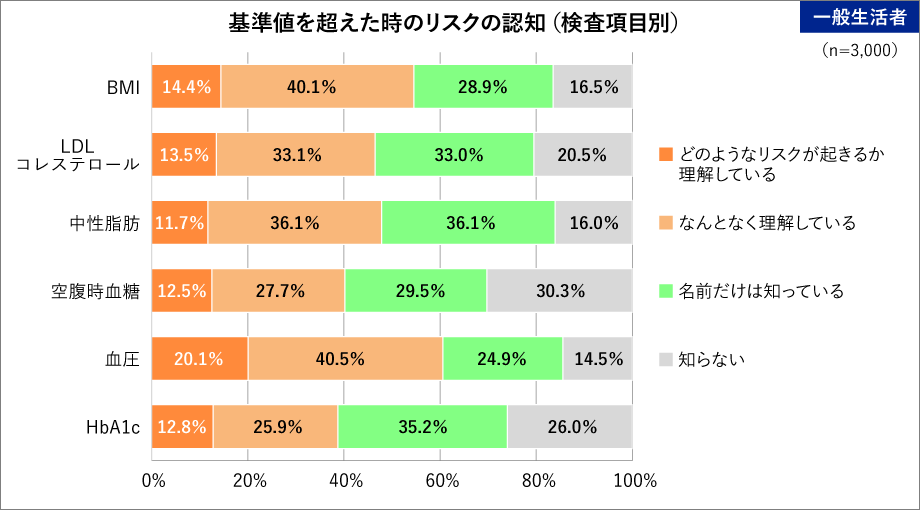 基準値を超えた時のリスクの認知（検査項目別）
一般生活者
（n=3,000）
BMI
14.4%
40.1%
28.9%
16.5%
LDL
コレステロール
13.5%
33.1%
33.0%
20.5%
中性脂肪
11.7%
36.1%
36.1%
16.0%
空腹時血糖
12.5%
27.7%
29.5%
30.3%
血圧
20.1%
40.5%
24.9%
14.5%
HbA1c
12.8%
25.9%
35.2%
26.0%
0%
20%
40%
60%
80%
100%
どのようなリスクが起きるか
理解している
なんとなく理解している
名前だけは知っている
知らない